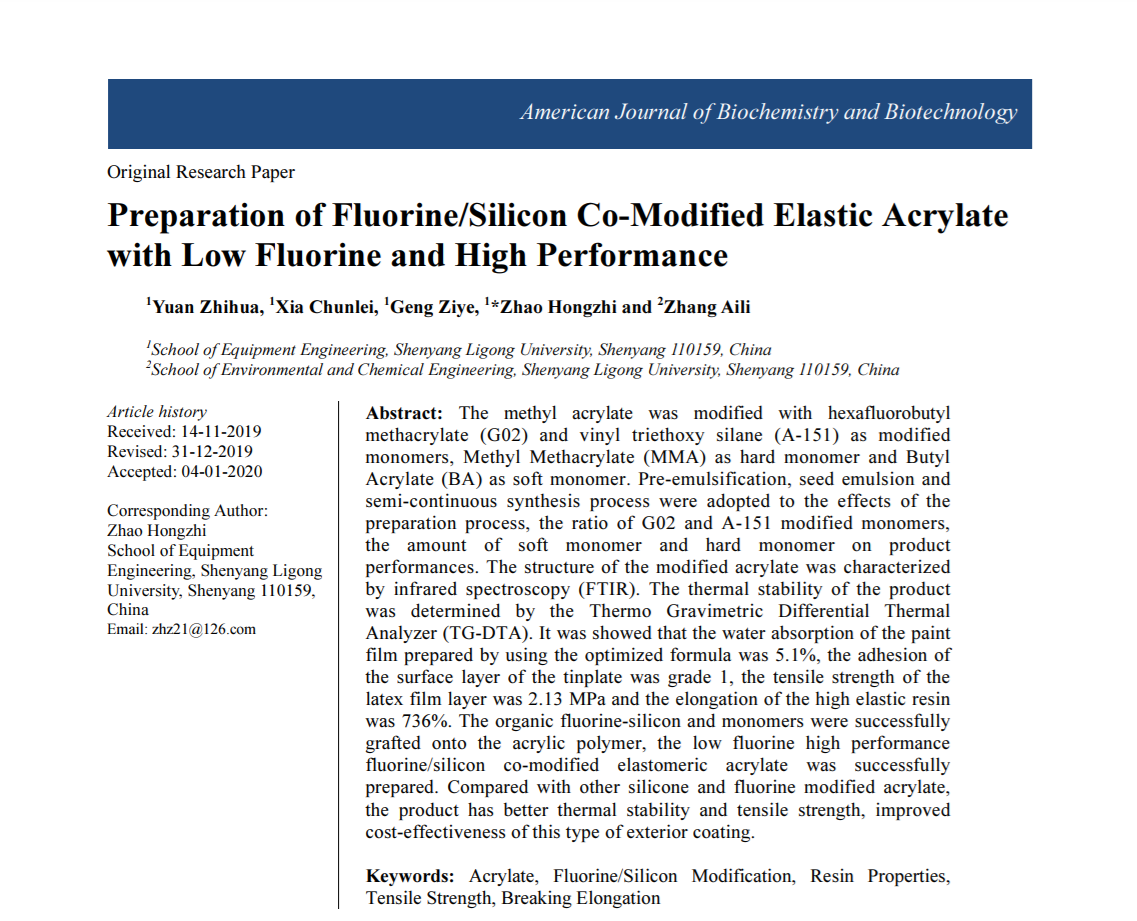 American Journal of Biochemistry and Biotechnology
Original Research Paper
Preparation of Fluorine/Silicon Co-Modified Elastic Acrylate
with Low Fluorine and High Performance
1Yuan Zhihua, 1Xia Chunlei, 1Geng Ziye, 1*Zhao Hongzhi and 2Zhang Aili
1School of Equipment Engineering, Shenyang Ligong University, Shenyang 110159, China
2School of Environmental and Chemical Engineering, Shenyang Ligong University, Shenyang 110159, China
Article history
Received: 14-11-2019
Revised: 31-12-2019
Accepted: 04-01-2020
Corresponding Author:
Zhao Hongzhi
School of Equipment
Engineering, Shenyang Ligong
University, Shenyang 110159,
China
Email: zhz21@126.com
Abstract: The methyl acrylate was modified with hexafluorobutyl
methacrylate (G02) and vinyl triethoxy silane (A-151) as modified
monomers, Methyl Methacrylate (MMA) as hard monomer and Butyl
Acrylate (BA) as soft monomer. Pre-emulsification, seed emulsion and
semi-continuous synthesis process were adopted to the effects of the
preparation process, the ratio of G02 and A-151 modified monomers,
the amount of soft monomer and hard monomer on product
performances. The structure of the modified acrylate was characterized
by infrared spectroscopy (FTIR). The thermal stability of the product
was determined by the Thermo Gravimetric Differential Thermal
Analyzer (TG-DTA). It was showed that the water absorption of the paint
film prepared by using the optimized formula was 5.1%, the adhesion of
the surface layer of the tinplate was grade 1, the tensile strength of the
latex film layer was 2.13 MPa and the elongation of the high elastic resin
was 736%. The organic fluorine-silicon and monomers were successfully
grafted onto the acrylic polymer, the low fluorine high performance
fluorine/silicon co-modified elastomeric acrylate was successfully
prepared. Compared with other silicone and fluorine modified acrylate,
the product has better thermal stability and tensile strength, improved
cost-effectiveness of this type of exterior coating.
Keywords: Acrylate, Fluorine/Silicon Modification, Resin Properties,
Tensile Strength, Breaking Elongation